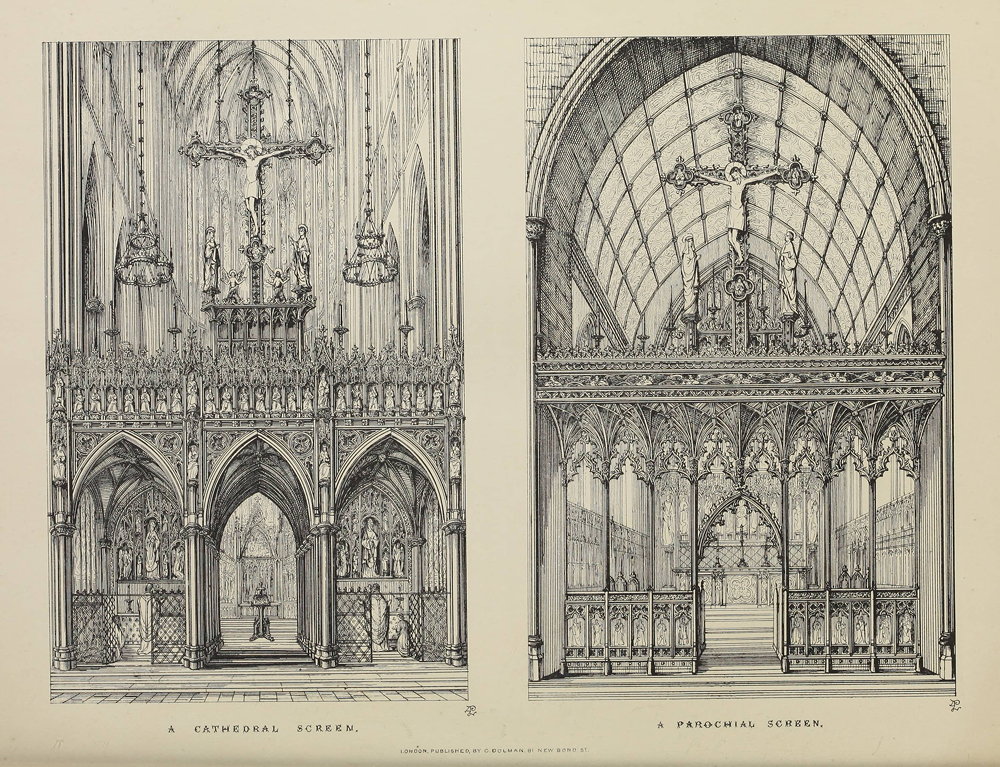 A CATHEDRAL SCREEN.
A PAROCHIAL SCREEN.
LONDON, PUBLISHED, BY C. DOLMAN, 61 NEW BOND ST.